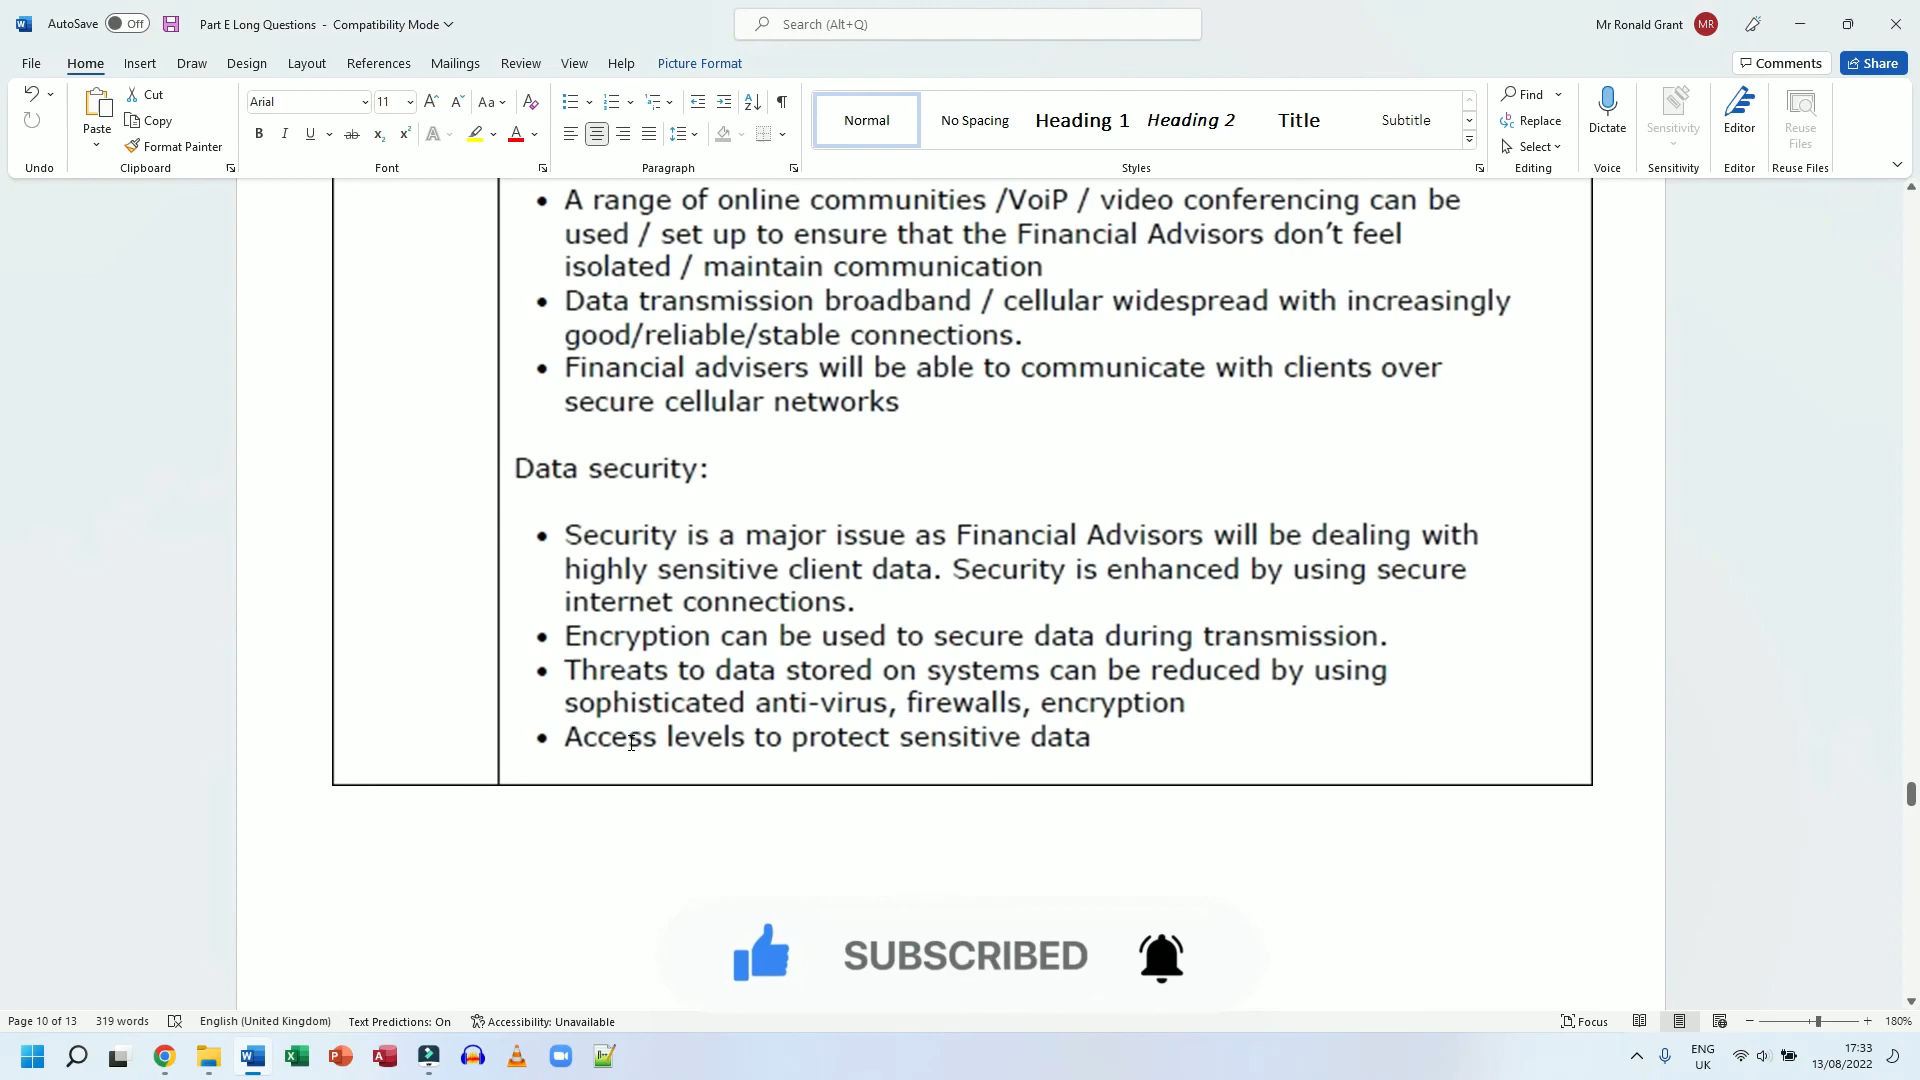 AutoSave Off Part E Long Questions - Compatibility Mode Search (Alt+Q) Mr Ronald Grant MR
File Home Insert Draw Design Layout References Mailings Review View Help Picture Format Comments Share
Paste Cut Copy Format Painter
Arial 11 Aa
B I U ab x₂ x² A A
Normal No Spacing Heading 1 Heading 2 Title Subtitle
Find Replace Select
Dictate Sensitivity Editor Reuse Files
Undo Clipboard Font Paragraph Styles Editing Voice Sensitivity Editor Reuse Files
• A range of online communities /VoiP / video conferencing can be
used / set up to ensure that the Financial Advisors don’t feel
isolated / maintain communication
• Data transmission broadband / cellular widespread with increasingly
good/reliable/stable connections.
• Financial advisers will be able to communicate with clients over
secure cellular networks
Data security:
• Security is a major issue as Financial Advisors will be dealing with
highly sensitive client data. Security is enhanced by using secure
internet connections.
• Encryption can be used to secure data during transmission.
• Threats to data stored on systems can be reduced by using
sophisticated anti-virus, firewalls, encryption
• Access levels to protect sensitive data
SUBSCRIBED
Page 10 of 13 319 words English (United Kingdom) Text Predictions: On Accessibility: Unavailable Focus 180%
ENG
UK
17:33
13/08/2022